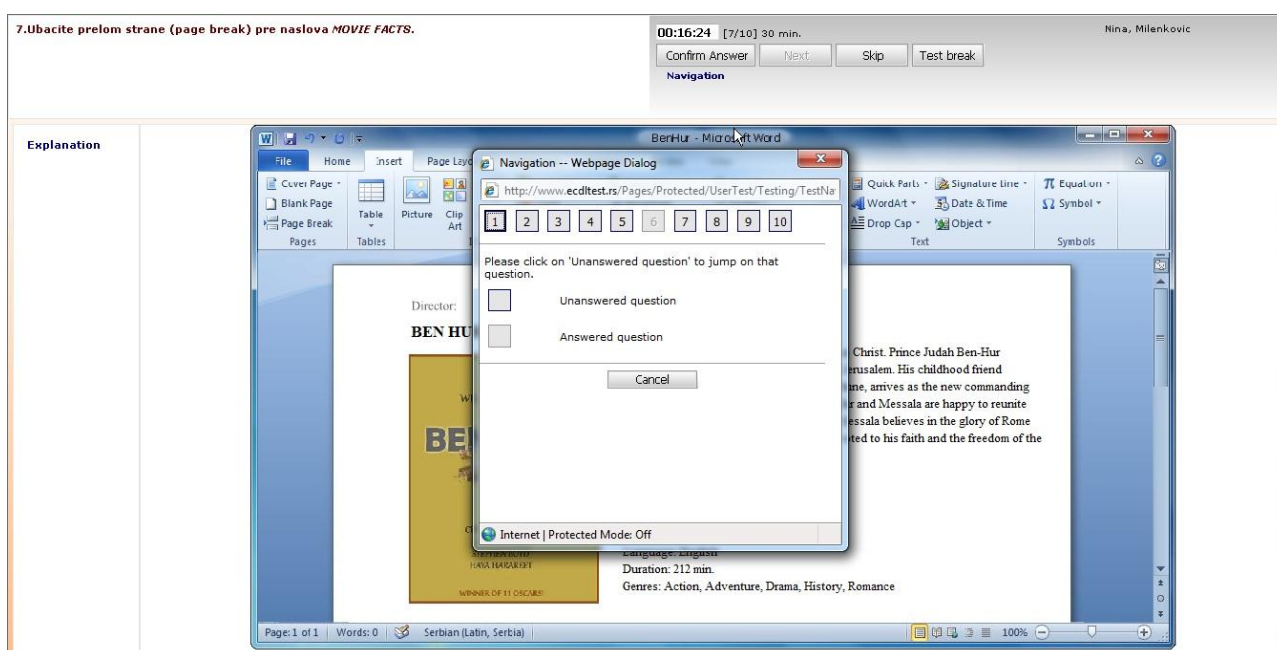 7.Ubacite prelom strane (page break) pre naslova MOVIE FACTS.
00:16:24 [7/10] 30 min.
Nina, Milenkovic
Confirm Answer Next Skip Test break
Navigation
Explanation
BenHur - Microsoft Word
File Home Insert Page Layo
Cover Page
Blank Page
Page Break
Pages
Table
Tables
Picture
Clip
Art
Quick Parts
WordArt
Drop Cap
Signature Line
Date & Time
Object
Text
Equation
Symbol
Symbols
Navigation -- Webpage Dialog
http://www.ecdltest.rs/Pages/Protected/UserTest/Testing/TestNa
1 2 3 4 5 6 7 8 9 10
Please click on 'Unanswered question' to jump on that
question.
Unanswered question
Answered question
Cancel
Internet | Protected Mode: Off
Director:
BEN HU
Christ. Prince Judah Ben-Hur
erusalem. His childhood friend
arrives as the new commanding
r and Messala are happy to reunite
essala believes in the glory of Rome
ted to his faith and the freedom of the
BE
HAYA HARAREET
WINNER OF 11 OSCARS!
Language: English
Duration: 212 min.
Genres: Action, Adventure, Drama, History, Romance
Page: 1 of 1 Words: 0 Serbian (Latin, Serbia) 100%